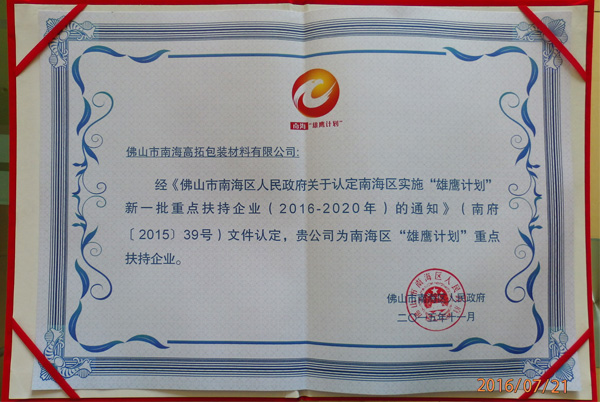 南海“雄鹰计划”
佛山市南海高拓包装材料有限公司:
经《佛山市南海区人民政府关于认定南海区实施“雄鹰计划”
新一批重点扶持企业（2016-2020年）的通知》（南府
〔2015〕39号）文件认定，贵公司为南海区“雄鹰计划”重点
扶持企业。
佛山市南海区人民政府
二〇一五年十一月
2016/07/21